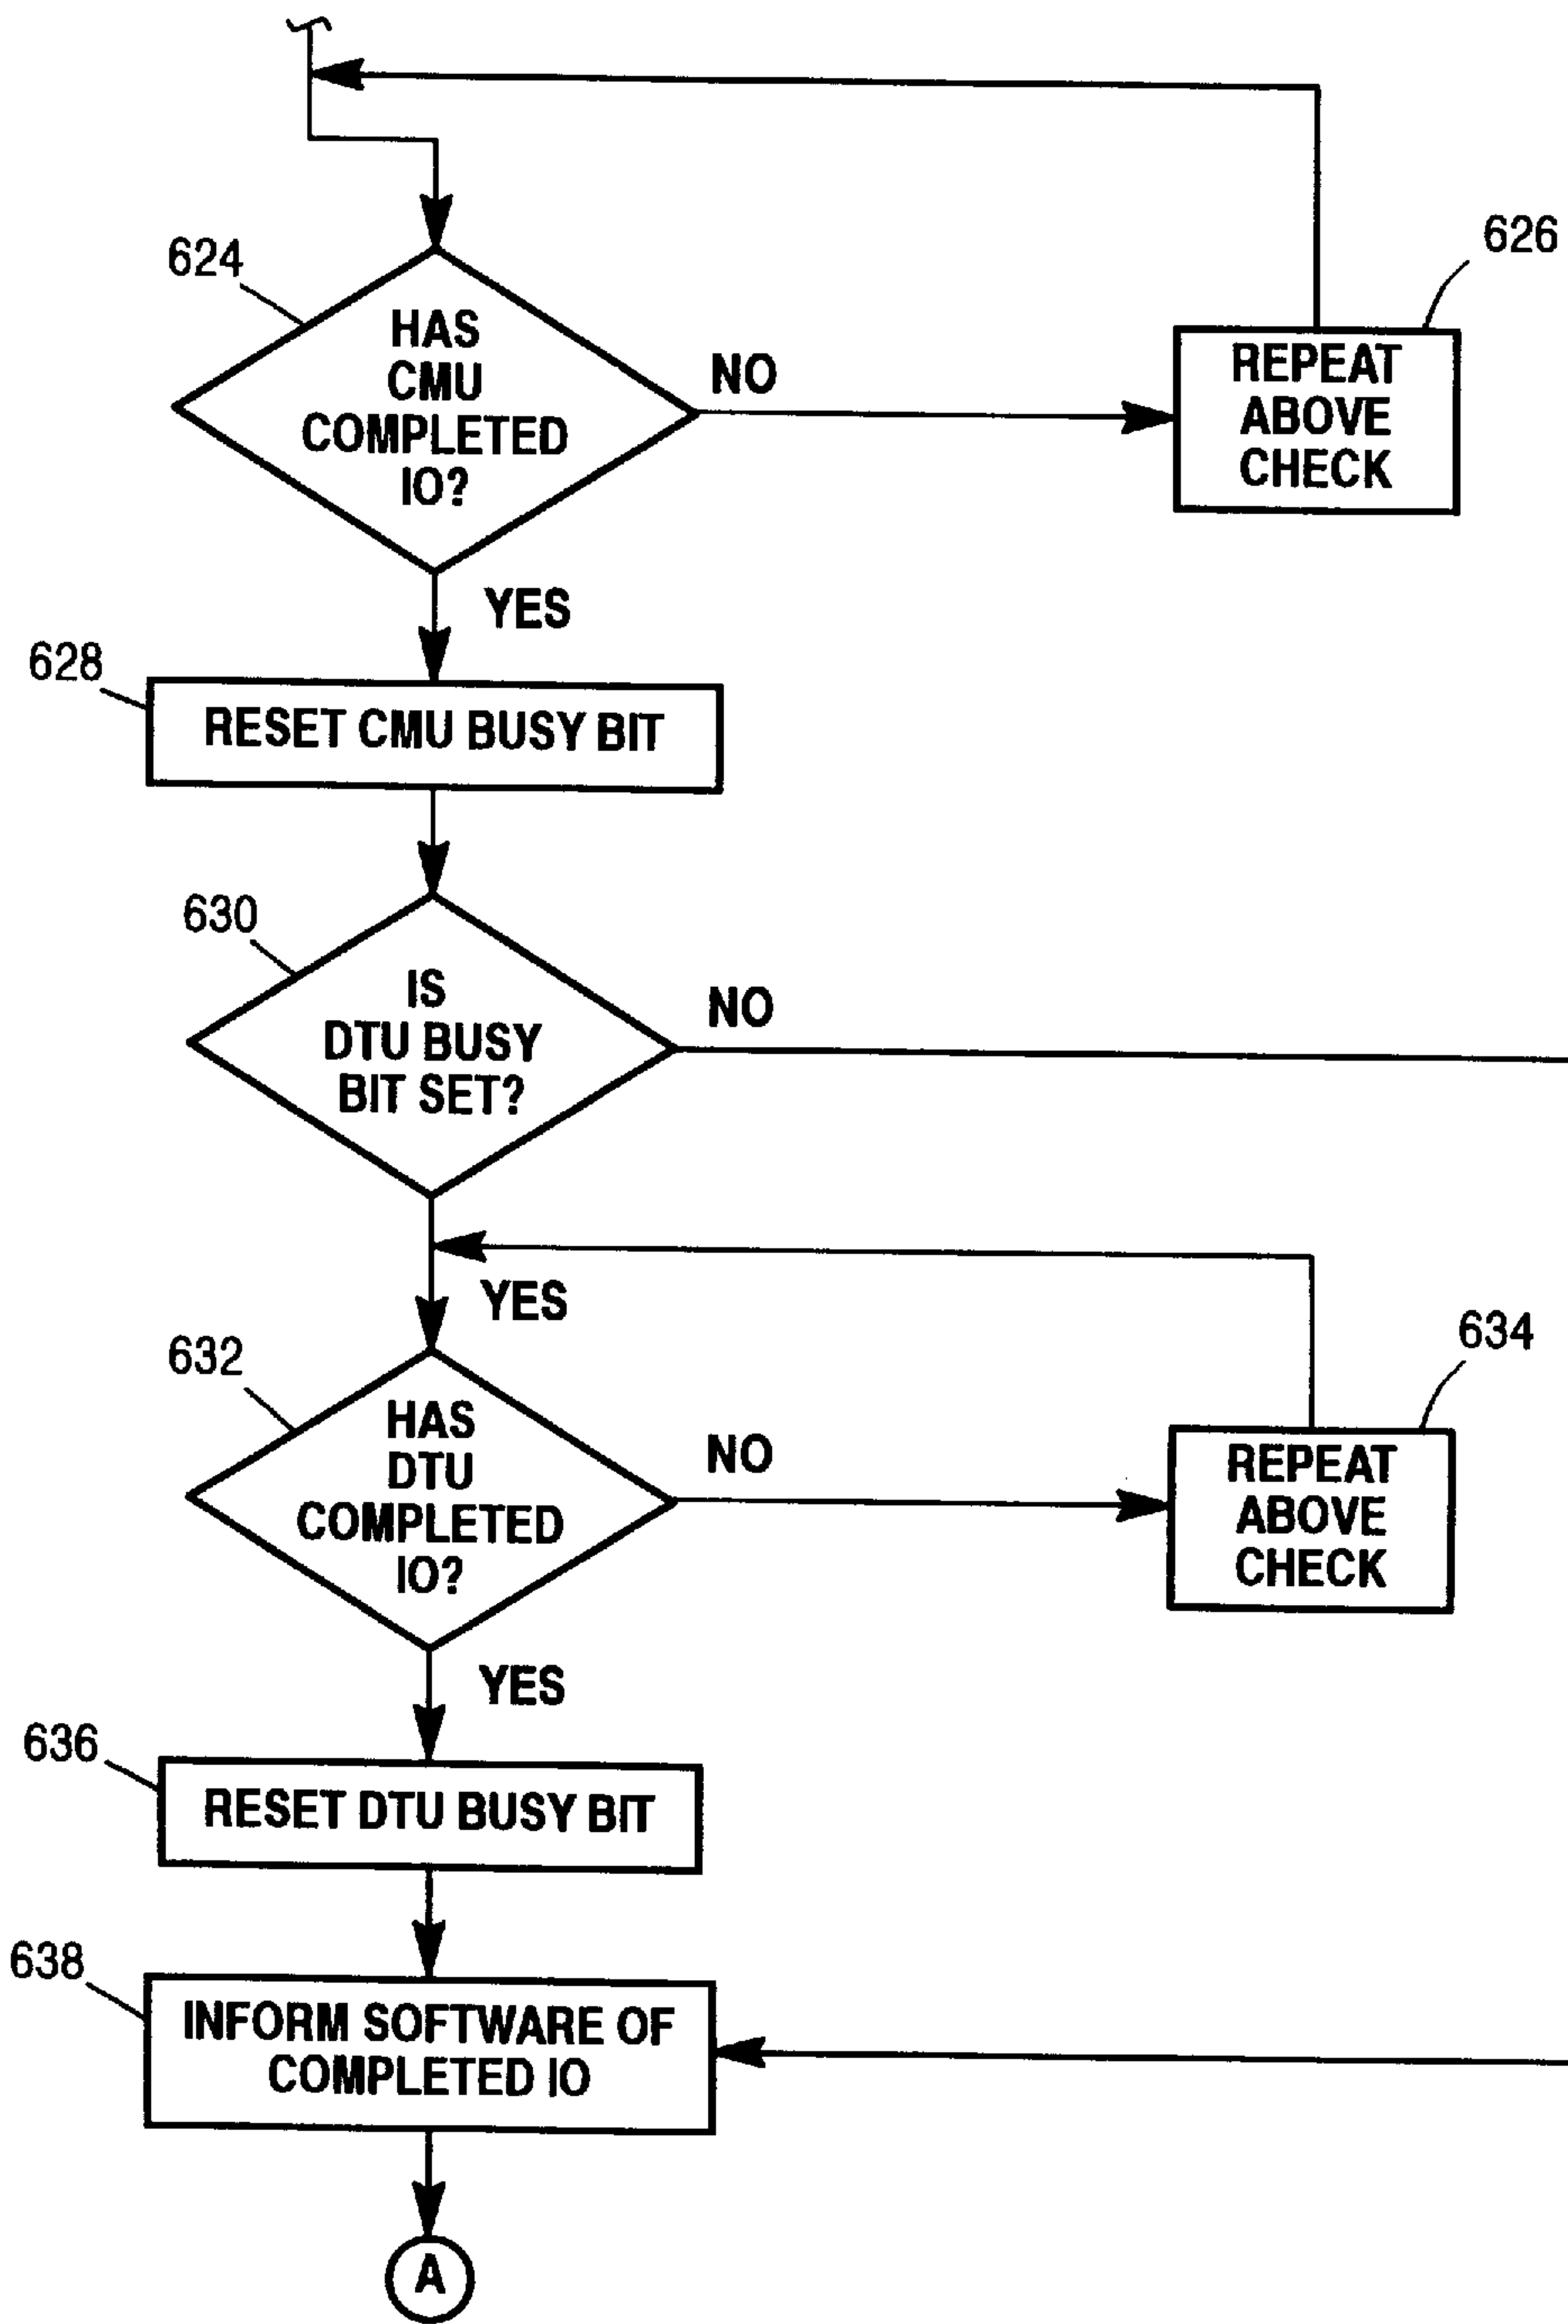 624
HAS
CMU
COMPLETED
IO?
NO
626
REPEAT
ABOVE
CHECK
YES
628
RESET CMU BUSY BIT
630
IS
DTU BUSY
BIT SET?
NO
YES
632
HAS
DTU
COMPLETED
IO?
NO
634
REPEAT
ABOVE
CHECK
YES
636
RESET DTU BUSY BIT
638
INFORM SOFTWARE OF
COMPLETED IO
A